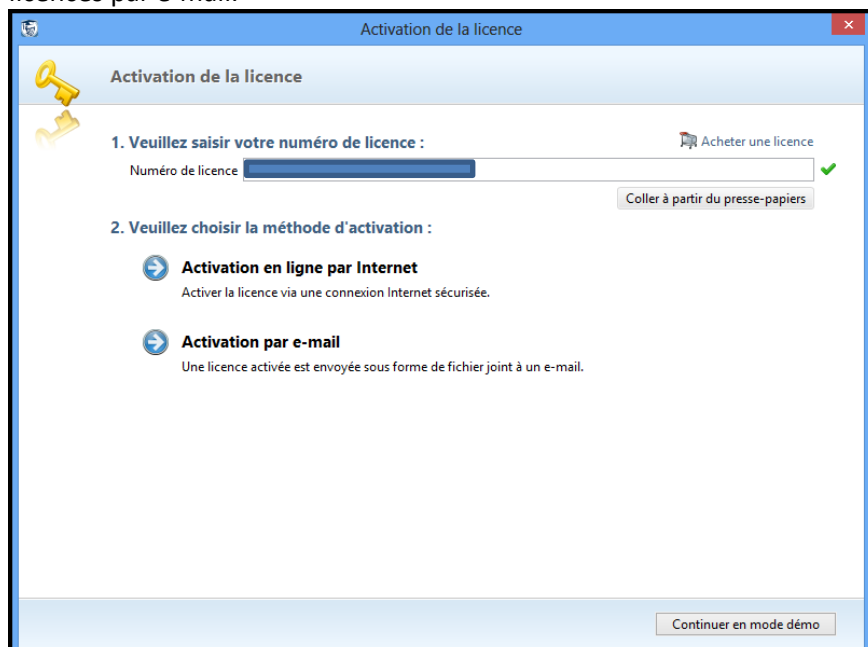 licences par e-mail.
Activation de la licence
Activation de la licence
1. Veuillez saisir votre numéro de licence :
Acheter une licence
Numéro de licence
Coller à partir du presse-papiers
2. Veuillez choisir la méthode d'activation :
Activation en ligne par Internet
Activer la licence via une connexion Internet sécurisée.
Activation par e-mail
Une licence activée est envoyée sous forme de fichier joint à un e-mail.
Continuer en mode démo